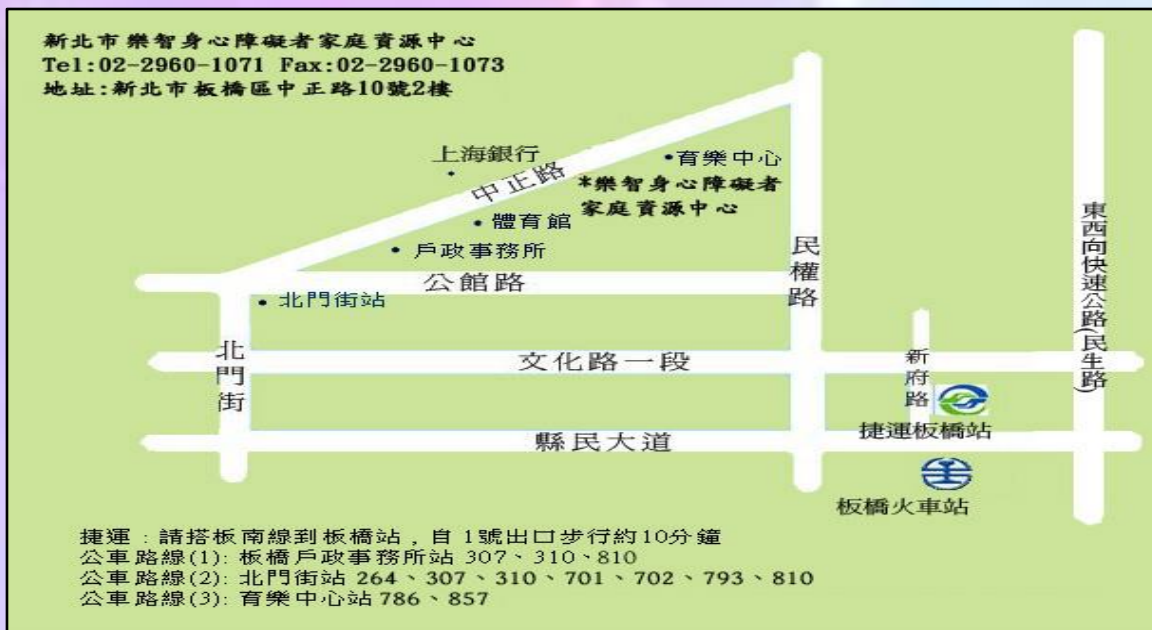 新北市樂智身心障礙者家庭資源中心
Tel:02-2960-1071 Fax:02-2960-1073
地址:新北市板橋區中正路10號2樓
上海銀行
中正路
•育樂中心
*樂智身心障礙者
家庭資源中心
•體育館
•戶政事務所
公館路
•北門街站
民權路
東西向快速公路(民生路)
北門街
文化路一段
新府路
捷運板橋站
縣民大道
板橋火車站
捷運：請搭板南線到板橋站，自1號出口步行約10分鐘
公車路線(1): 板橋戶政事務所站 307、310、810
公車路線(2): 北門街站 264、307、310、701、702、793、810
公車路線(3): 育樂中心站 786、857